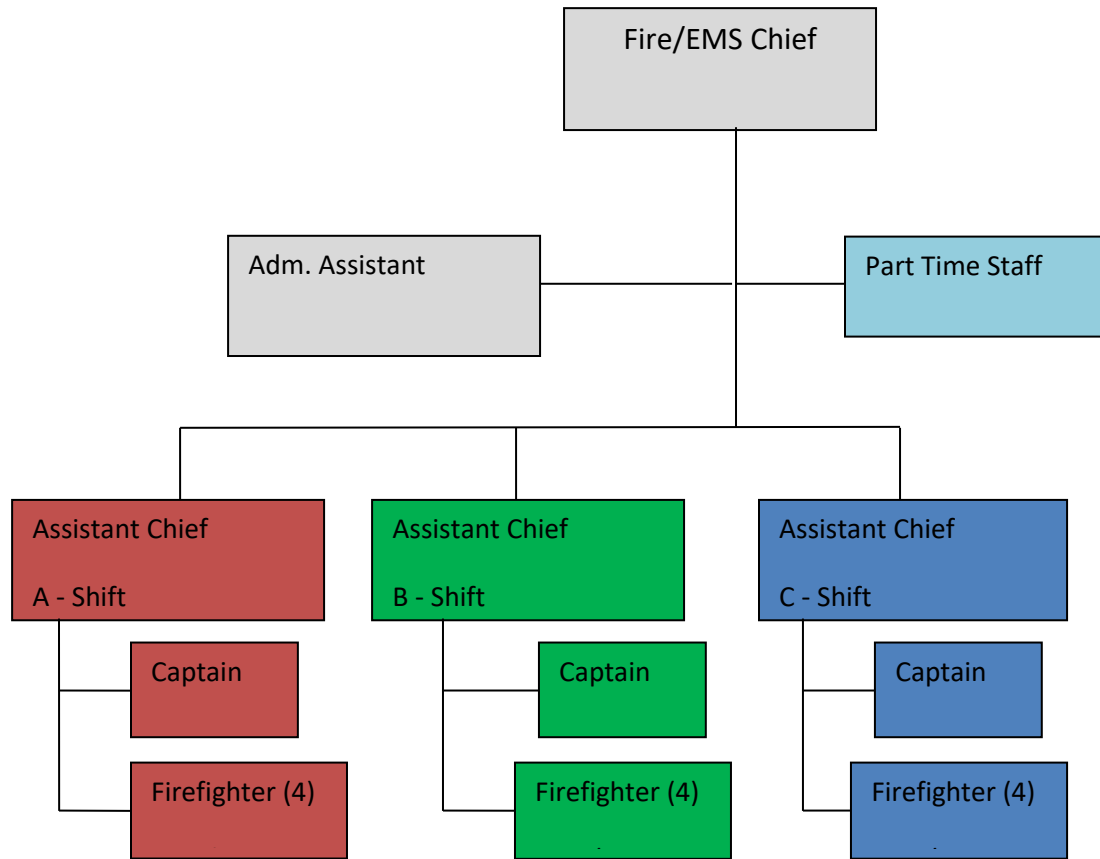 Fire/EMS Chief
Adm. Assistant
Part Time Staff
Assistant Chief
A - Shift
Assistant Chief
B - Shift
Assistant Chief
C - Shift
Captain
Captain
Captain
Firefighter (4)
Firefighter (4)
Firefighter (4)